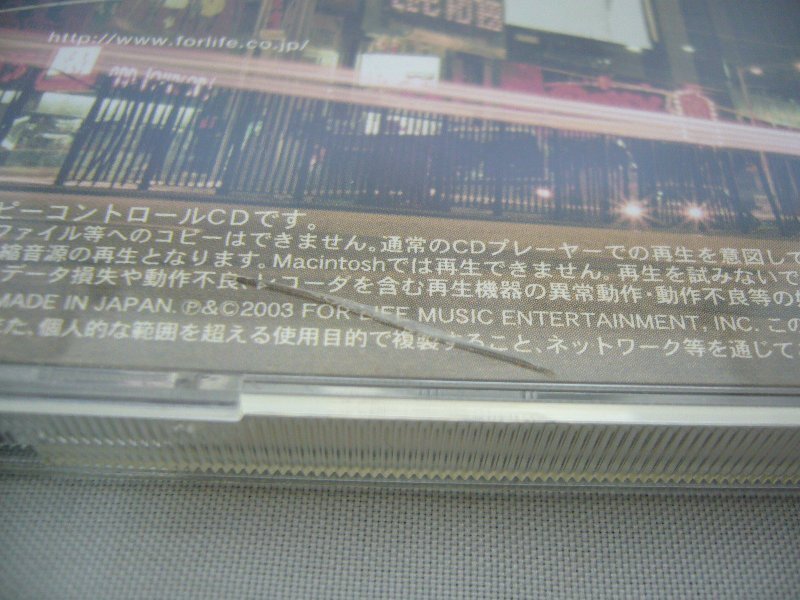 http://www.forlife.co.jp/
ピーコントロールCDです。
ファイル等へのコピーはできません。通常のCDプレーヤーでの再生を意図して
縮音源の再生となります。Macintoshでは再生できません。再生を試みないで
データ損失や動作不良、レコーダを含む再生機器の異常動作・動作不良等の
MADE IN JAPAN. ℗&©2003 FOR LIFE MUSIC ENTERTAINMENT, INC. この
た、個人的な範囲を超える使用目的で複製すること、ネットワーク等を通じて